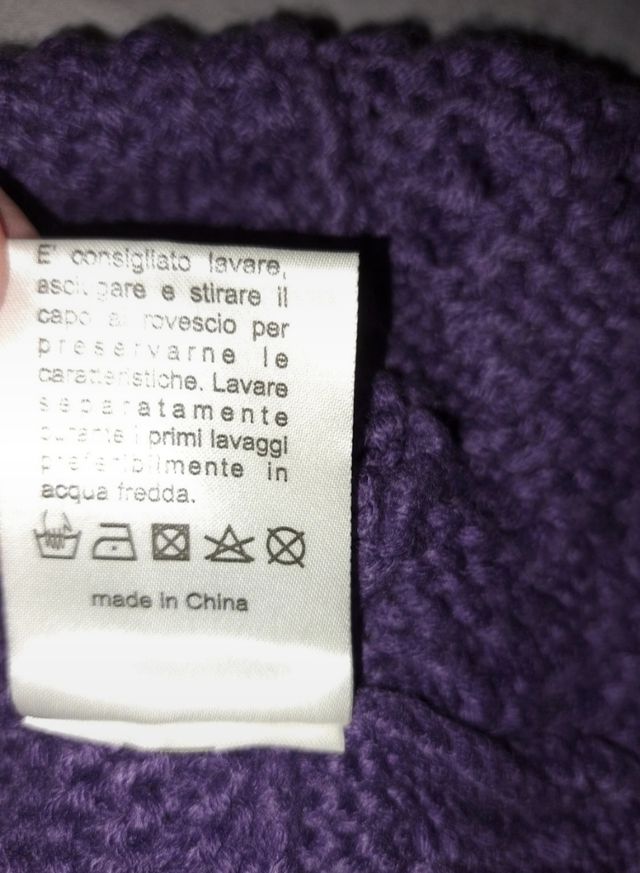 E' consigliato lavare,
asciugare e stirare il
capo al rovescio per
preservarne le
caratteristiche. Lavare
separatamente
durante i primi lavaggi
preferibilmente in
acqua fredda.
made in China